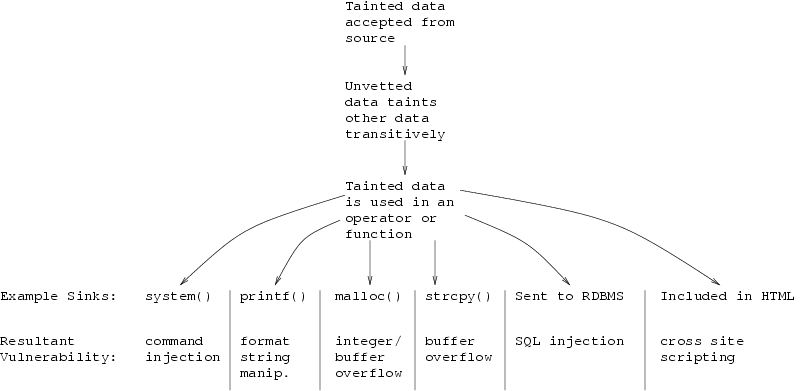 Tainted data
accepted from
source
Unvetted
data taints
other data
transitively
Tainted data
is used in an
operator or
function
Example Sinks: system() printf() malloc() strcpy() Sent to RDBMS Included in HTML
Resultant command format integer/ buffer SQL injection cross site
Vulnerability: injection string buffer overflow scripting
manip. overflow